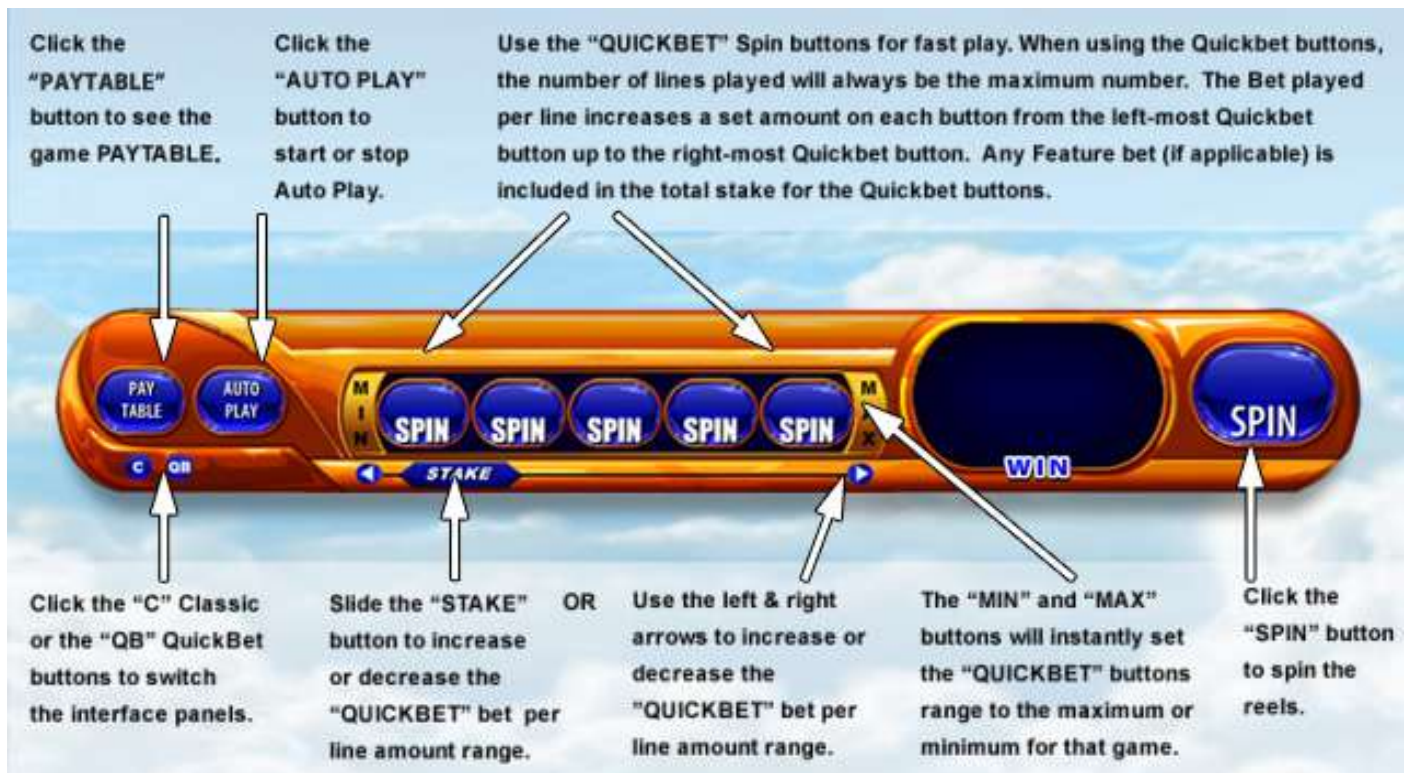 Click the
“PAYTABLE”
button to see the
game PAYTABLE.
Click the
“AUTO PLAY”
button to
start or stop
Auto Play.
Use the “QUICKBET” Spin buttons for fast play. When using the Quickbet buttons,
the number of lines played will always be the maximum number.  The Bet played
per line increases a set amount on each button from the left-most Quickbet
button up to the right-most Quickbet button.  Any Feature bet (if applicable) is
included in the total stake for the Quickbet buttons.
PAY
TABLE
AUTO
PLAY
C QB
MIN
SPIN SPIN SPIN SPIN SPIN
MAX
STAKE
WIN
SPIN
Click the “C” Classic
or the “QB” QuickBet
buttons to switch
the interface panels.
Slide the “STAKE”
button to increase
or decrease the
“QUICKBET” bet per
line amount range.
OR
Use the left & right
arrows to increase or
decrease the
"QUICKBET” bet per
line amount range.
The “MIN” and “MAX”
buttons will instantly set
the “QUICKBET” buttons
range to the maximum or
minimum for that game.
Click the
“SPIN” button
to spin the
reels.